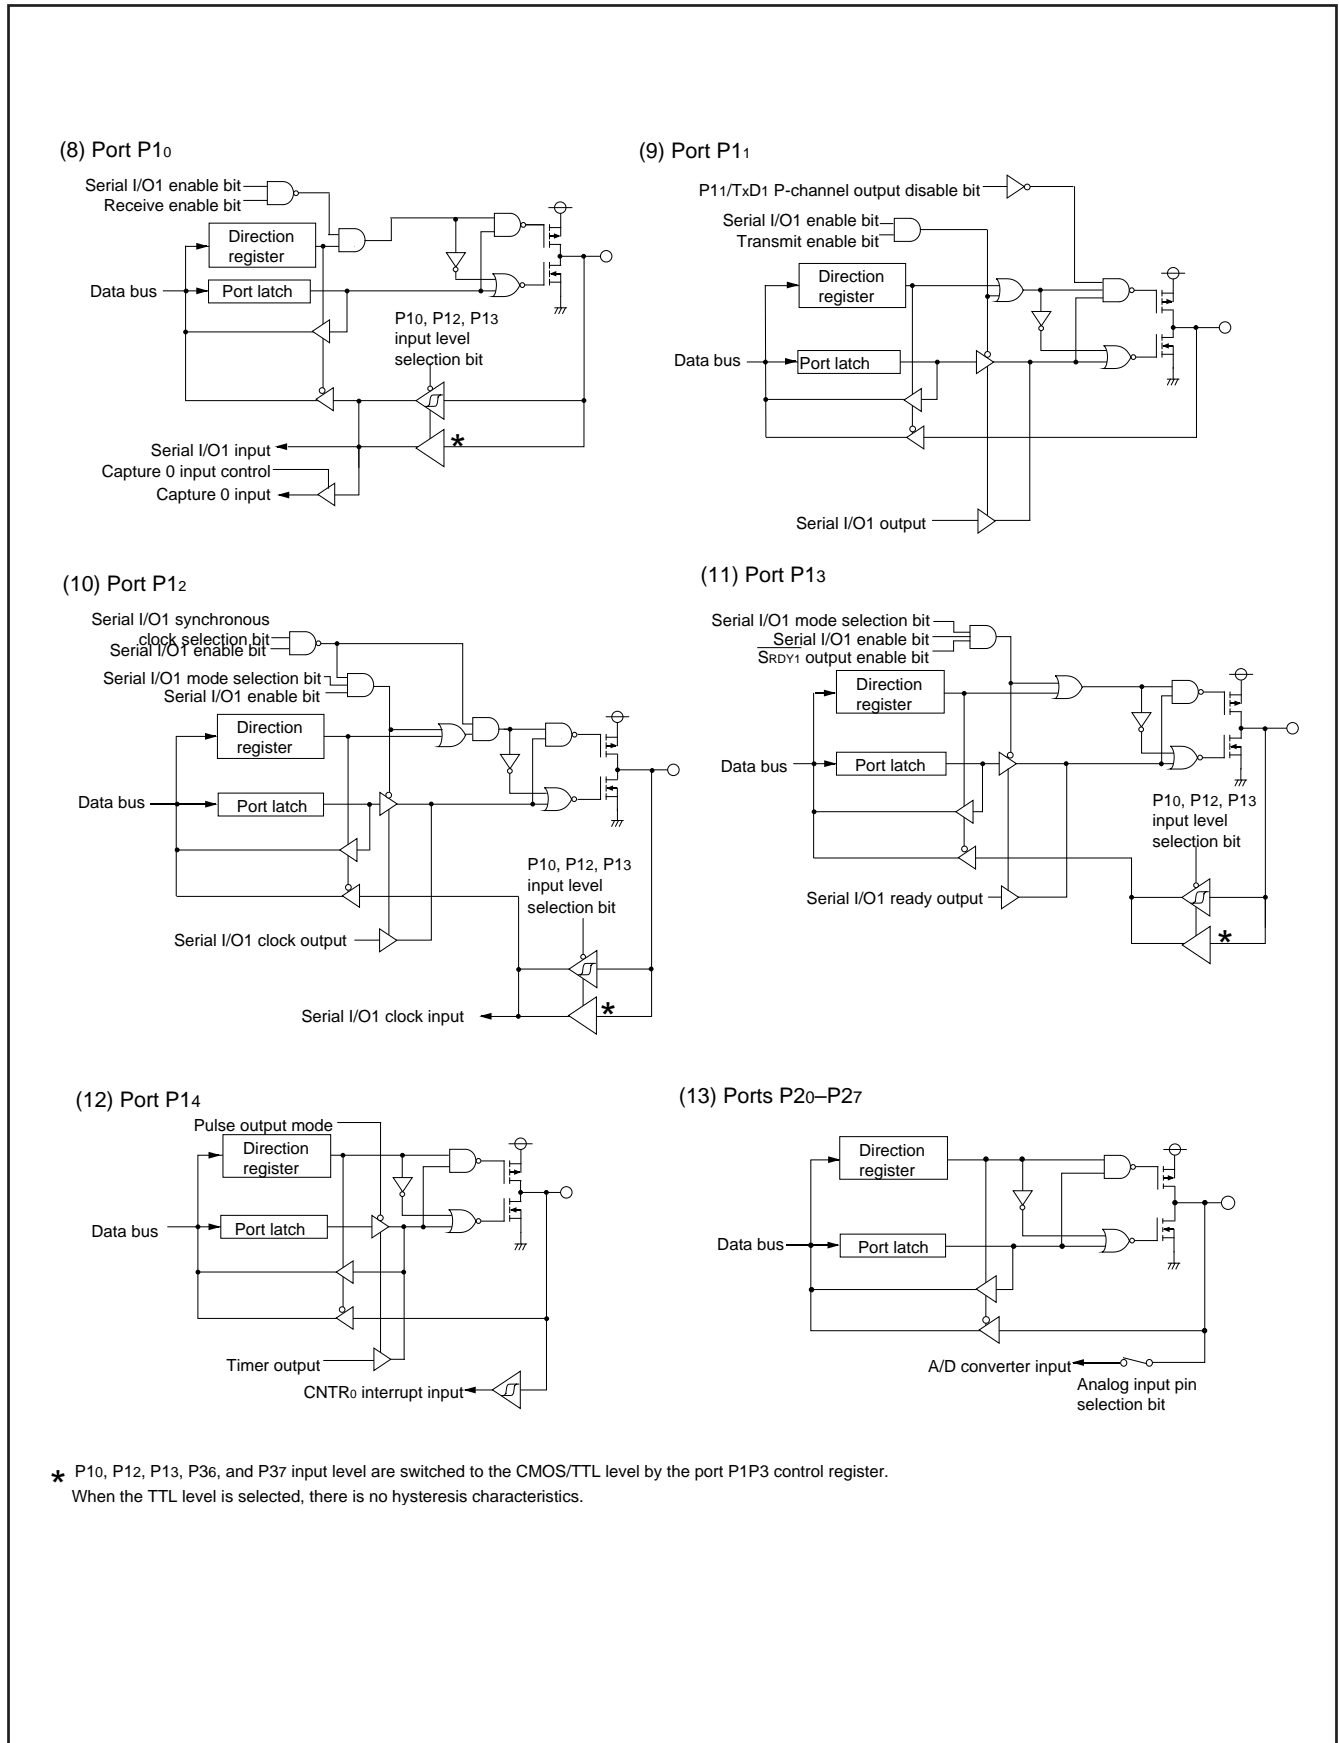 (8) Port P10
Serial I/O1 enable bit
Receive enable bit
Direction
register
Data bus
Port latch
P10, P12, P13
input level
selection bit
*
Serial I/O1 input
Capture 0 input control
Capture 0 input
(9) Port P11
P11/TxD1 P-channel output disable bit
Serial I/O1 enable bit
Transmit enable bit
Direction
register
Data bus
Port latch
Serial I/O1 output
(10) Port P12
Serial I/O1 synchronous
clock selection bit
Serial I/O1 enable bit
Serial I/O1 mode selection bit
Serial I/O1 enable bit
Direction
register
Data bus
Port latch
P10, P12, P13
input level
selection bit
Serial I/O1 clock output
*
Serial I/O1 clock input
(11) Port P13
Serial I/O1 mode selection bit
Serial I/O1 enable bit
SRDY1 output enable bit
Direction
register
Data bus
Port latch
P10, P12, P13
input level
selection bit
Serial I/O1 ready output
*
(12) Port P14
Pulse output mode
Direction
register
Data bus
Port latch
Timer output
CNTR0 interrupt input
(13) Ports P20–P27
Direction
register
Data bus
Port latch
A/D converter input
Analog input pin
selection bit
* P10, P12, P13, P36, and P37 input level are switched to the CMOS/TTL level by the port P1P3 control register.
When the TTL level is selected, there is no hysteresis characteristics.